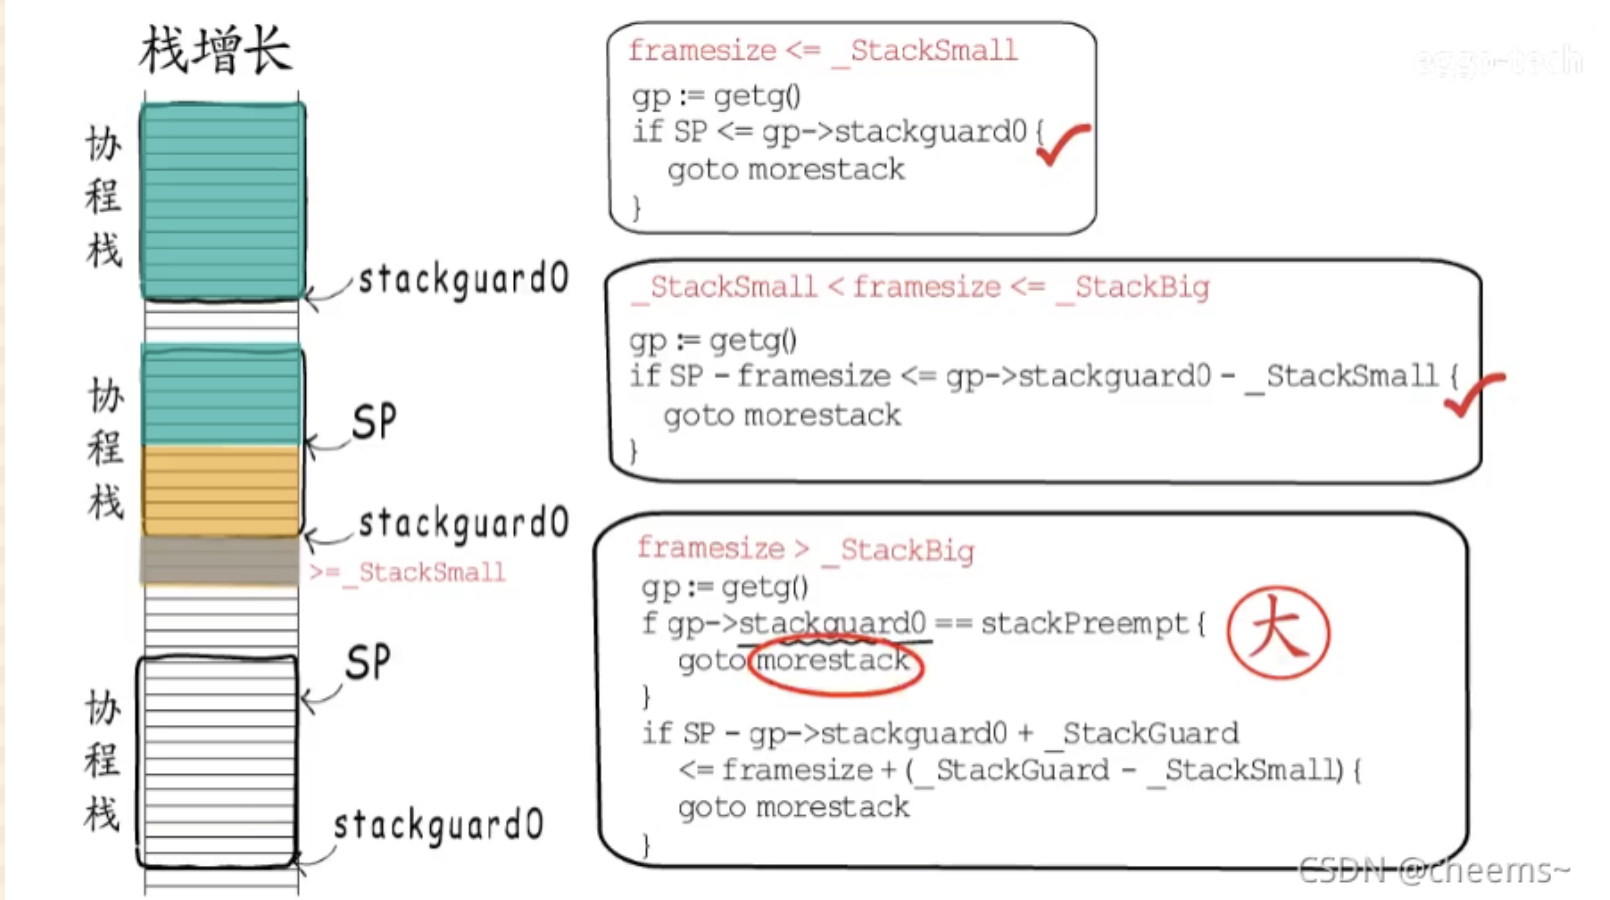 栈增长
协程栈
stackguard0
协程栈
SP
stackguard0
>=_StackSmall
协程栈
SP
stackguard0
framesize <= _StackSmall
gp := getg()
if SP <= gp->stackguard0 {
goto morestack
}
_StackSmall < framesize <= _StackBig
gp := getg()
if SP - framesize <= gp->stackguard0 - _StackSmall {
goto morestack
}
framesize > _StackBig
gp := getg()
f gp->stackguard0 == stackPreempt {
goto morestack
}
if SP - gp->stackguard0 + _StackGuard
<= framesize + (_StackGuard - _StackSmall) {
goto morestack
}
大
eggo-tech
CSDN @cheems~